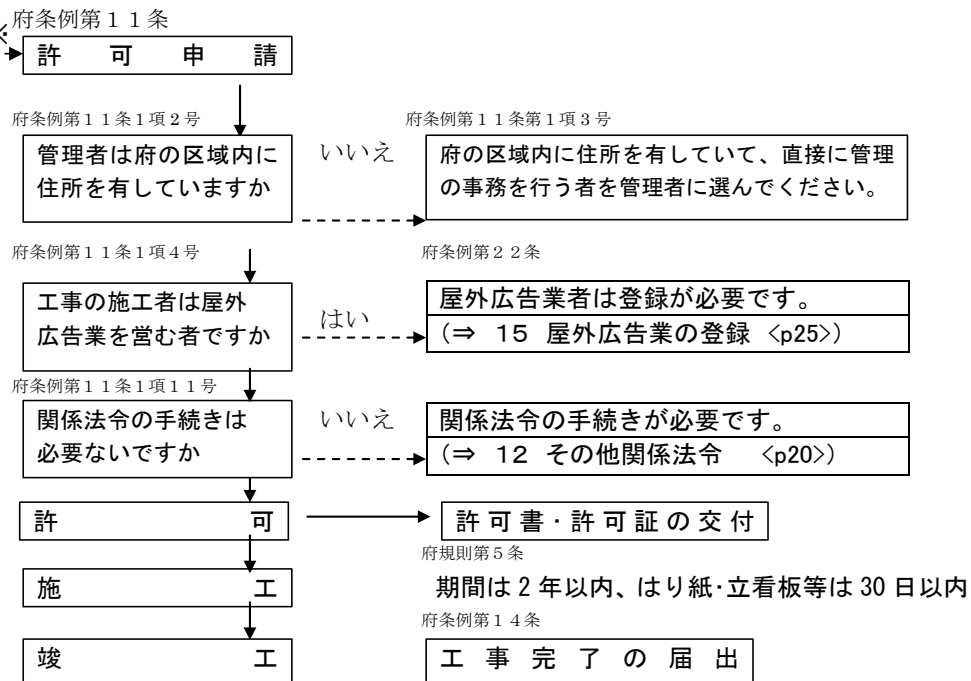 府条例第１１条
※
許可申請
府条例第１１条１項２号
府条例第１１条第１項３号
管理者は府の区域内に
住所を有していますか
いいえ
府の区域内に住所を有していて、直接に管理
の事務を行う者を管理者に選んでください。
府条例第１１条１項４号
府条例第２２条
工事の施工者は屋外
広告業を営む者ですか
はい
屋外広告業者は登録が必要です。
(⇒ 15 屋外広告業の登録 <p25>)
府条例第１１条１項１１号
関係法令の手続きは
必要ないですか
いいえ
関係法令の手続きが必要です。
(⇒ 12 その他関係法令 <p20>)
許可
許可書・許可証の交付
府規則第５条
施工
期間は２年以内、はり紙・立看板等は 30 日以内
府条例第１４条
竣工
工事完了の届出